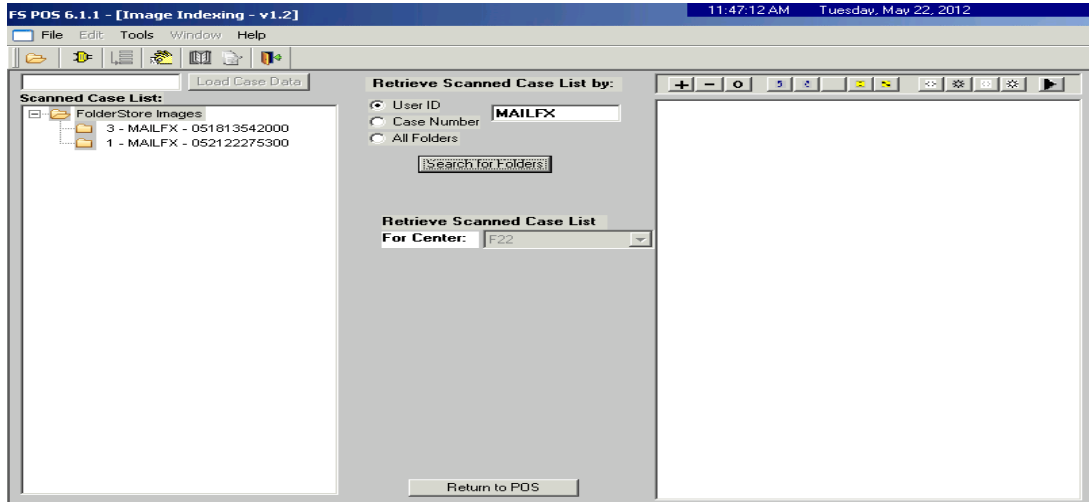 FS POS 6.1.1 - [Image Indexing - v1.2]
11:47:12 AM Tuesday, May 22, 2012
File Edit Tools Window Help
Load Case Data
Scanned Case List:
FolderStore Images
3 - MAILFX - 051813542000
1 - MAILFX - 052122275300
Retrieve Scanned Case List by:
User ID
MAILFX
Case Number
All Folders
Search for Folders
Retrieve Scanned Case List
For Center: F22
Return to POS